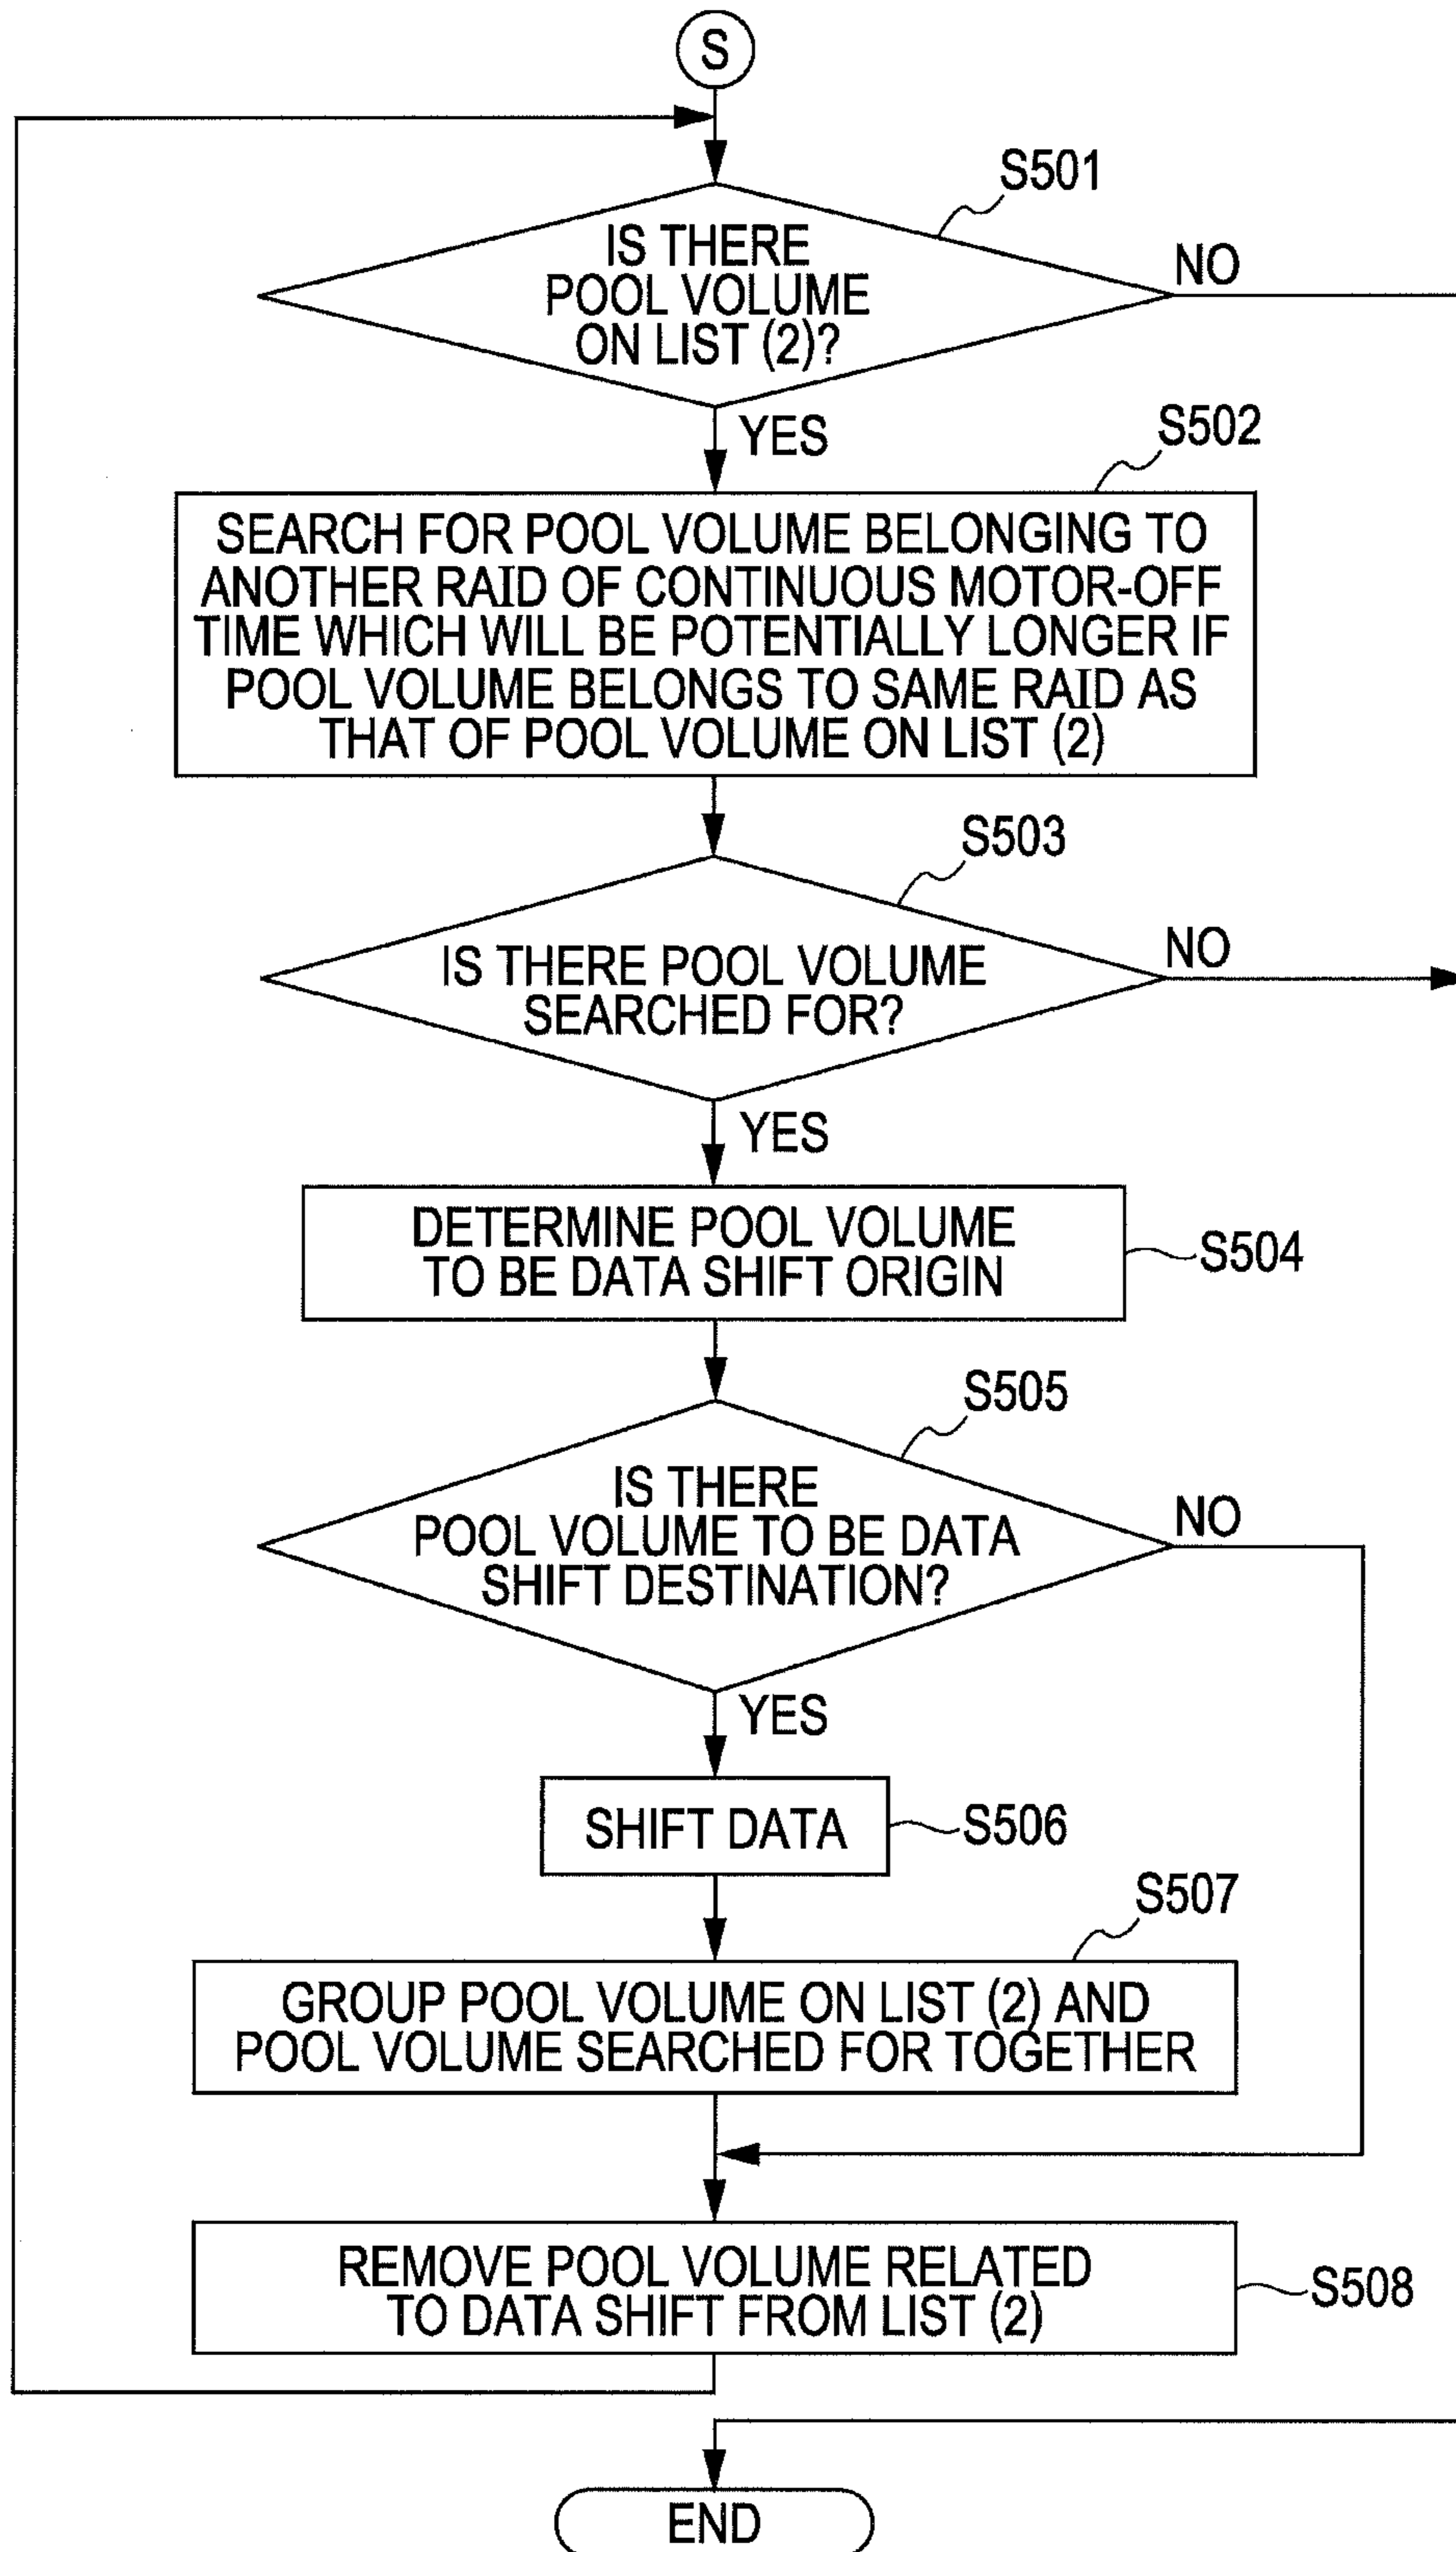 S
S501
IS THERE
POOL VOLUME
ON LIST (2)?
NO
YES
S502
SEARCH FOR POOL VOLUME BELONGING TO
ANOTHER RAID OF CONTINUOUS MOTOR-OFF
TIME WHICH WILL BE POTENTIALLY LONGER IF
POOL VOLUME BELONGS TO SAME RAID AS
THAT OF POOL VOLUME ON LIST (2)
S503
IS THERE POOL VOLUME
SEARCHED FOR?
NO
YES
DETERMINE POOL VOLUME
TO BE DATA SHIFT ORIGIN
S504
S505
IS THERE
POOL VOLUME TO BE DATA
SHIFT DESTINATION?
NO
YES
SHIFT DATA
S506
S507
GROUP POOL VOLUME ON LIST (2) AND
POOL VOLUME SEARCHED FOR TOGETHER
REMOVE POOL VOLUME RELATED
TO DATA SHIFT FROM LIST (2)
S508
END